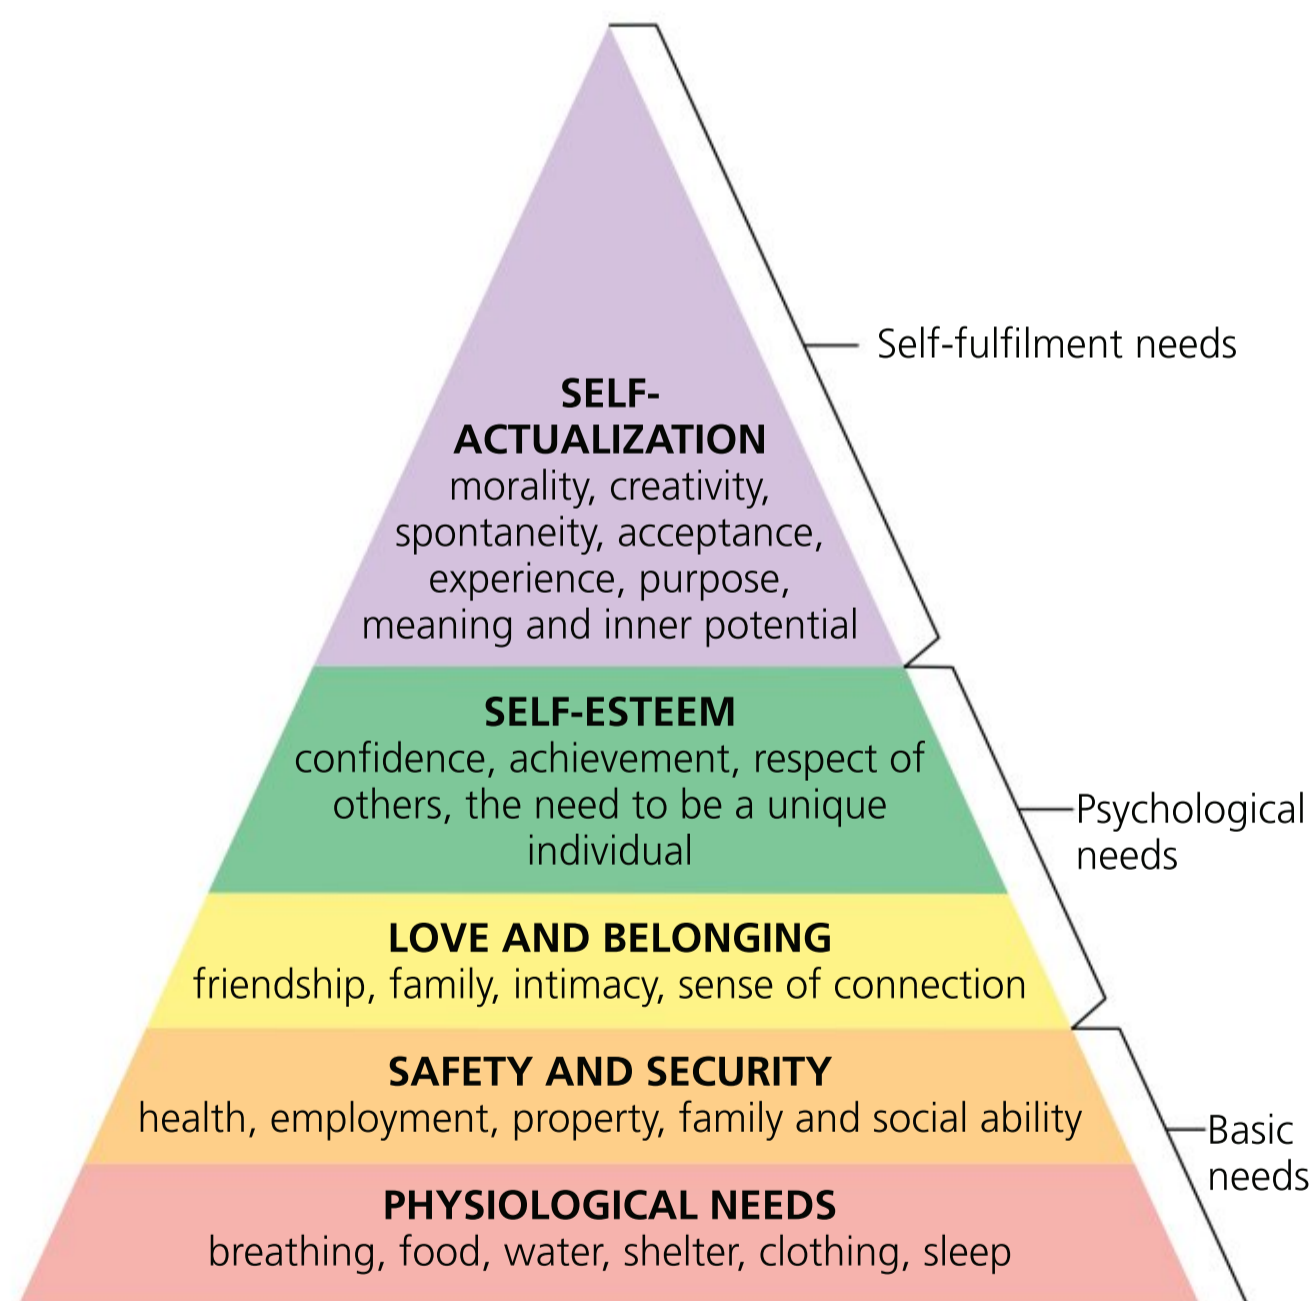 SELF-
ACTUALIZATION
morality, creativity,
spontaneity, acceptance,
experience, purpose,
meaning and inner potential
Self-fulfilment needs
SELF-ESTEEM
confidence, achievement, respect of
others, the need to be a unique
individual
Psychological
needs
LOVE AND BELONGING
friendship, family, intimacy, sense of connection
SAFETY AND SECURITY
health, employment, property, family and social ability
Basic
needs
PHYSIOLOGICAL NEEDS
breathing, food, water, shelter, clothing, sleep